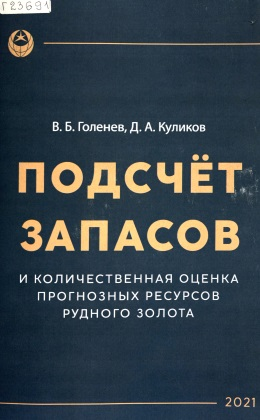 Г23691
В. Б. Голенев, Д. А. Куликов
ПОДСЧЁТ
ЗАПАСОВ
И КОЛИЧЕСТВЕННАЯ ОЦЕНКА
ПРОГНОЗНЫХ РЕСУРСОВ
РУДНОГО ЗОЛОТА
2021